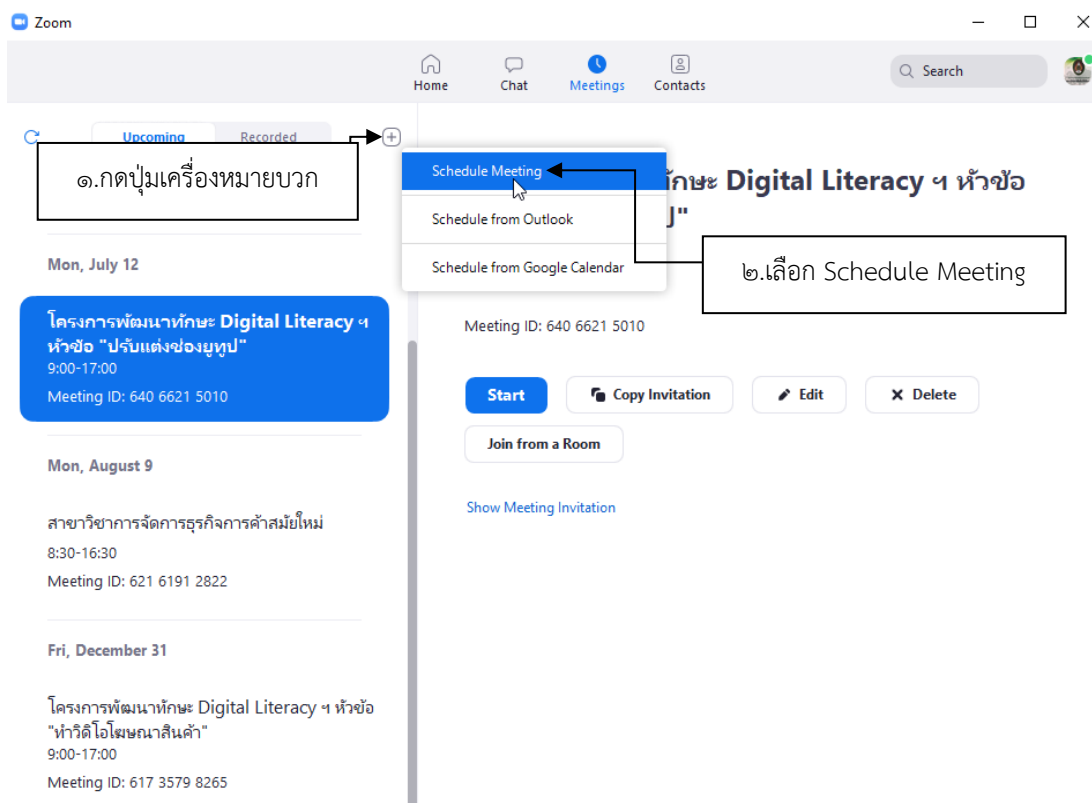 Zoom
Home
Chat
Meetings
Contacts
Search
Upcoming
Recorded
๑.กดปุ่มเครื่องหมายบวก
Schedule Meeting
Schedule from Outlook
Schedule from Google Calendar
ักษะ Digital Literacy ฯ หัวข้อ
ป"
๒.เลือก Schedule Meeting
Mon, July 12
โครงการพัฒนาทักษะ Digital Literacy ฯ
หัวข้อ "ปรับแต่งช่องยูทูป"
9:00-17:00
Meeting ID: 640 6621 5010
Mon, August 9
สาขาวิชาการจัดการธุรกิจการค้าสมัยใหม่
8:30-16:30
Meeting ID: 621 6191 2822
Fri, December 31
โครงการพัฒนาทักษะ Digital Literacy ฯ หัวข้อ
"ทำวิดิโอโฆษณาสินค้า"
9:00-17:00
Meeting ID: 617 3579 8265
Meeting ID: 640 6621 5010
Start
Copy Invitation
Edit
Delete
Join from a Room
Show Meeting Invitation